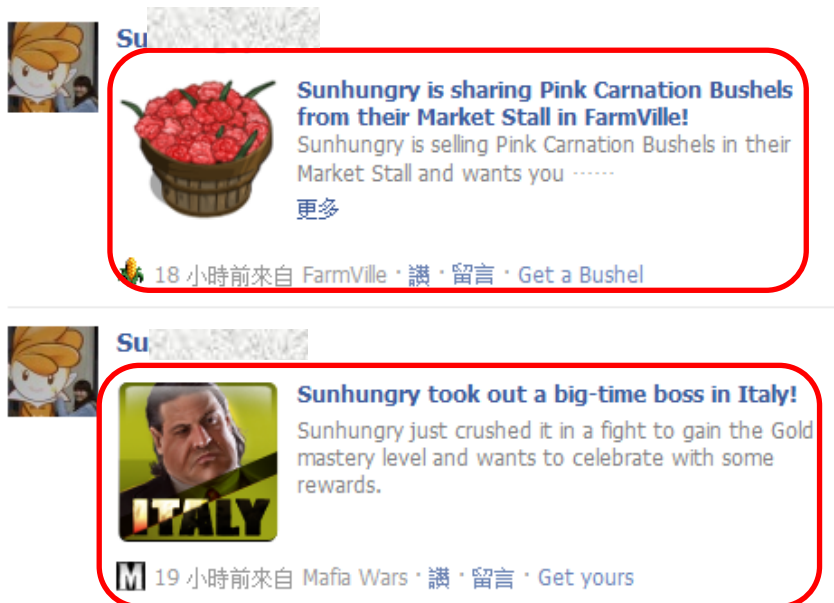 Su
Sunhungry is sharing Pink Carnation Bushels
from their Market Stall in FarmVille!
Sunhungry is selling Pink Carnation Bushels in their
Market Stall and wants you ⋯⋯
更多
18 小時前來自 FarmVille · 讚 · 留言 · Get a Bushel
Su
Sunhungry took out a big-time boss in Italy!
Sunhungry just crushed it in a fight to gain the Gold
mastery level and wants to celebrate with some
rewards.
ITALY
M 19 小時前來自 Mafia Wars · 讚 · 留言 · Get yours